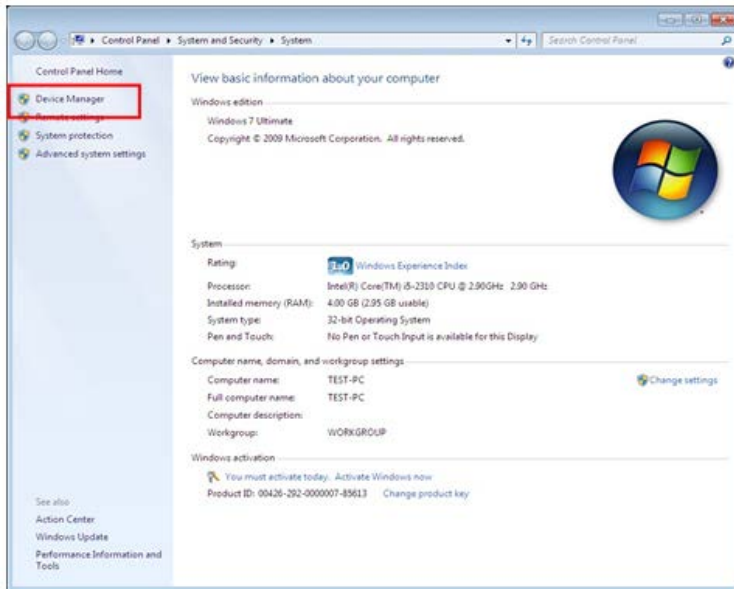 Control Panel ▸ System and Security ▸ System
Search Control Panel
Control Panel Home
Device Manager
Remote settings
System protection
Advanced system settings
View basic information about your computer
Windows edition
Windows 7 Ultimate
Copyright © 2009 Microsoft Corporation. All rights reserved.
System
Rating:
1.0 Windows Experience Index
Processor: Intel(R) Core(TM) i5-2310 CPU @ 2.90GHz 2.90 GHz
Installed memory (RAM): 4.00 GB (2.95 GB usable)
System type: 32-bit Operating System
Pen and Touch: No Pen or Touch Input is available for this Display
Computer name, domain, and workgroup settings
Computer name: TEST-PC
Change settings
Full computer name: TEST-PC
Computer description:
Workgroup: WORKGROUP
Windows activation
You must activate today. Activate Windows now
Product ID: 00426-292-0000007-85613 Change product key
See also
Action Center
Windows Update
Performance Information and
Tools